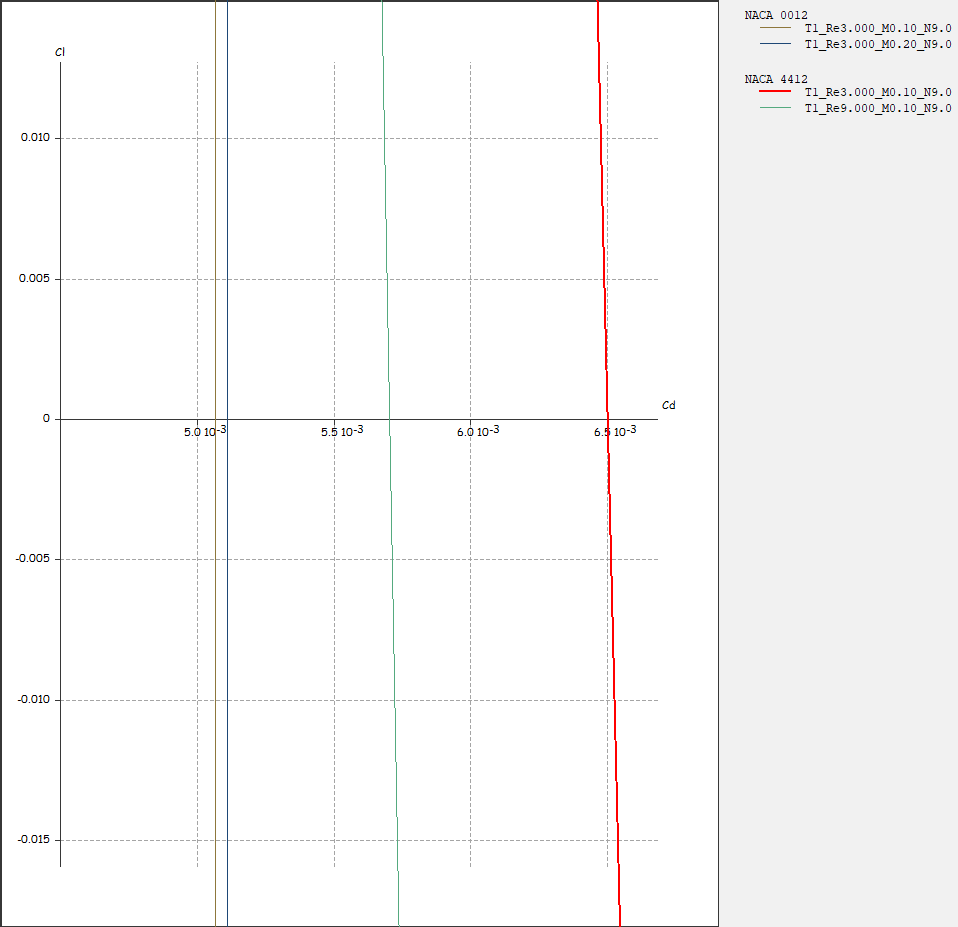 NACA 0012
T1_Re3.000_M0.10_N9.0
T1_Re3.000_M0.20_N9.0
NACA 4412
T1_Re3.000_M0.10_N9.0
T1_Re9.000_M0.10_N9.0
Cl
0.010
0.005
0
Cd
5.0 10-3
5.5 10-3
6.0 10-3
6.5 10-3
-0.005
-0.010
-0.015